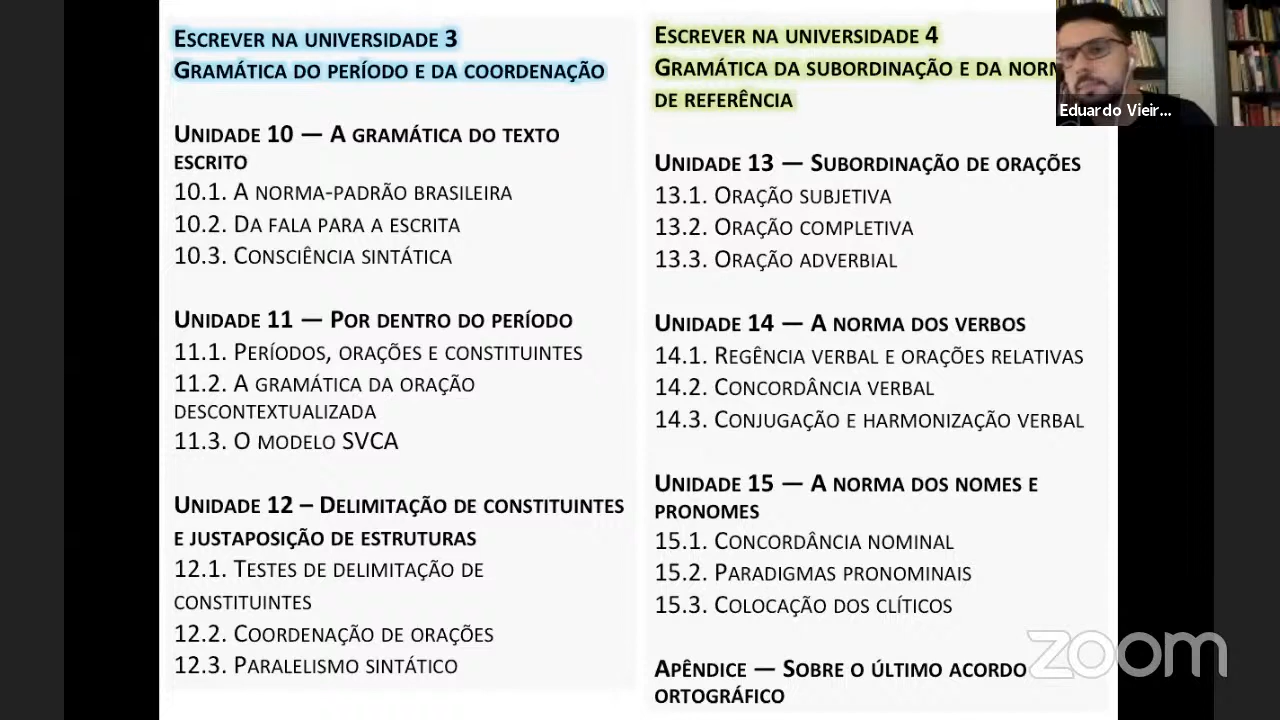 ESCREVER NA UNIVERSIDADE 3
GRAMÁTICA DO PERÍODO E DA COORDENAÇÃO
UNIDADE 10 — A GRAMÁTICA DO TEXTO
ESCRITO
10.1. A NORMA-PADRÃO BRASILEIRA
10.2. DA FALA PARA A ESCRITA
10.3. CONSCIÊNCIA SINTÁTICA
UNIDADE 11 — POR DENTRO DO PERÍODO
11.1. PERÍODOS, ORAÇÕES E CONSTITUINTES
11.2. A GRAMÁTICA DA ORAÇÃO
DESCONTEXTUALIZADA
11.3. O MODELO SVCA
UNIDADE 12 – DELIMITAÇÃO DE CONSTITUINTES
E JUSTAPOSIÇÃO DE ESTRUTURAS
12.1. TESTES DE DELIMITAÇÃO DE
CONSTITUINTES
12.2. COORDENAÇÃO DE ORAÇÕES
12.3. PARALELISMO SINTÁTICO
ESCREVER NA UNIVERSIDADE 4
GRAMÁTICA DA SUBORDINAÇÃO E DA NORM
DE REFERÊNCIA
UNIDADE 13 — SUBORDINAÇÃO DE ORAÇÕES
13.1. ORAÇÃO SUBJETIVA
13.2. ORAÇÃO COMPLETIVA
13.3. ORAÇÃO ADVERBIAL
UNIDADE 14 — A NORMA DOS VERBOS
14.1. REGÊNCIA VERBAL E ORAÇÕES RELATIVAS
14.2. CONCORDÂNCIA VERBAL
14.3. CONJUGAÇÃO E HARMONIZAÇÃO VERBAL
UNIDADE 15 — A NORMA DOS NOMES E
PRONOMES
15.1. CONCORDÂNCIA NOMINAL
15.2. PARADIGMAS PRONOMINAIS
15.3. COLOCAÇÃO DOS CLÍTICOS
APÊNDICE — SOBRE O ÚLTIMO ACORDO
ORTOGRÁFICO
Eduardo Vieir...
zoom